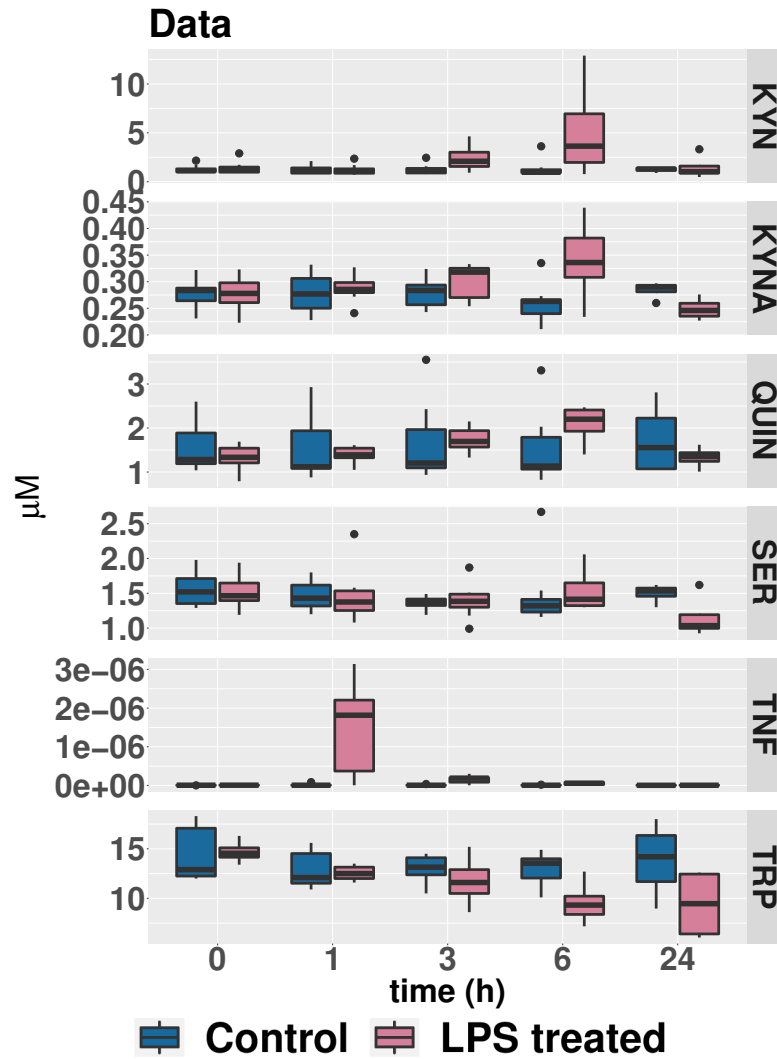 Data
10
5
0
KYN
0.45
0.40
0.35
0.30
0.25
0.20
KYNA
3
2
1
QUIN
μM
2.5
2.0
1.5
1.0
SER
3e−06
2e−06
1e−06
0e+00
TNF
15
10
TRP
0 1 3 6 24
time (h)
Control LPS treated